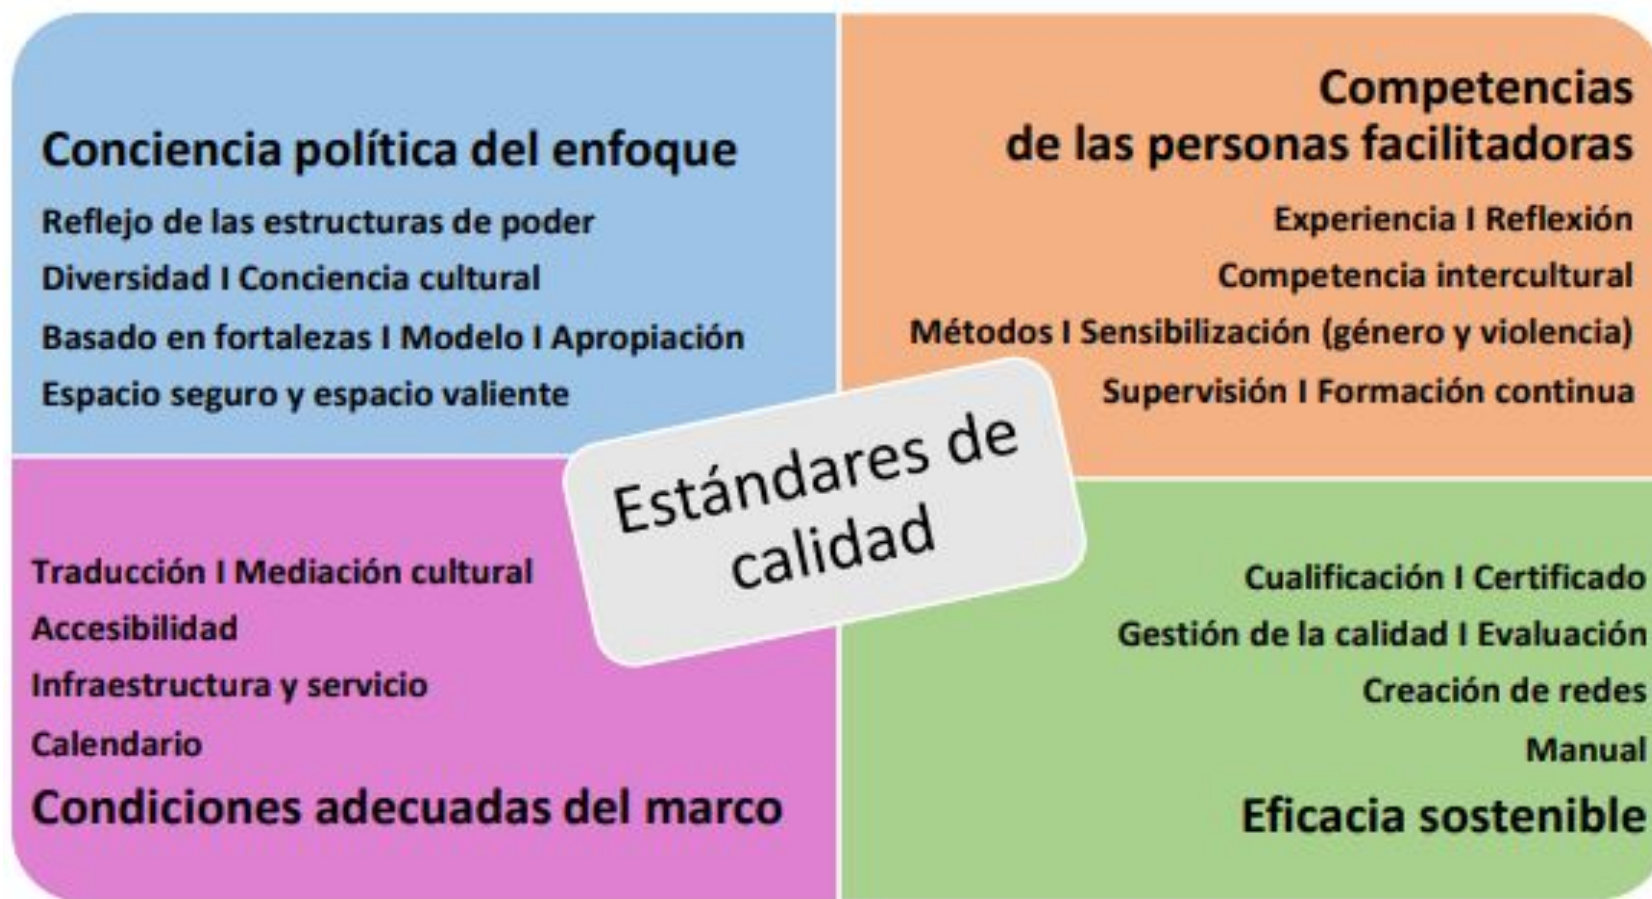 Conciencia política del enfoque
Reflejo de las estructuras de poder
Diversidad I Conciencia cultural
Basado en fortalezas I Modelo I Apropiación
Espacio seguro y espacio valiente
Competencias
de las personas facilitadoras
Experiencia I Reflexión
Competencia intercultural
Métodos I Sensibilización (género y violencia)
Supervisión I Formación continua
Estándares de
calidad
Traducción I Mediación cultural
Accesibilidad
Infraestructura y servicio
Calendario
Condiciones adecuadas del marco
Cualificación I Certificado
Gestión de la calidad I Evaluación
Creación de redes
Manual
Eficacia sostenible